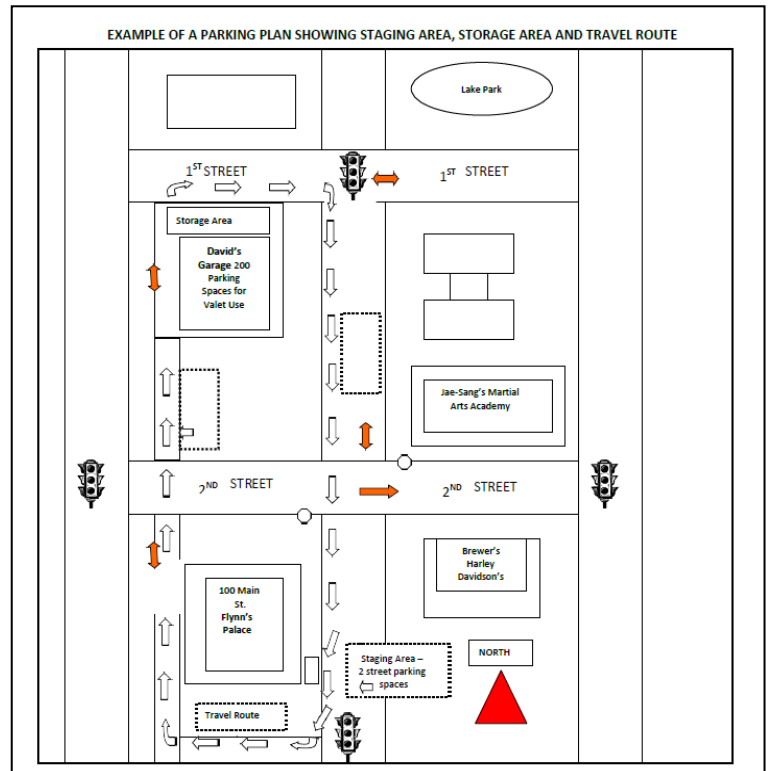 EXAMPLE OF A PARKING PLAN SHOWING STAGING AREA, STORAGE AREA AND TRAVEL ROUTE
Lake Park
1ST STREET
1ST STREET
Storage Area
David's
Garage 200
Parking
Spaces for
Valet Use
Jae-Sang's Martial
Arts Academy
2ND STREET
2ND STREET
Brewer's
Harley
Davidson's
100 Main
St.
Flynn's
Palace
Staging Area –
2 street parking
spaces
NORTH
Travel Route